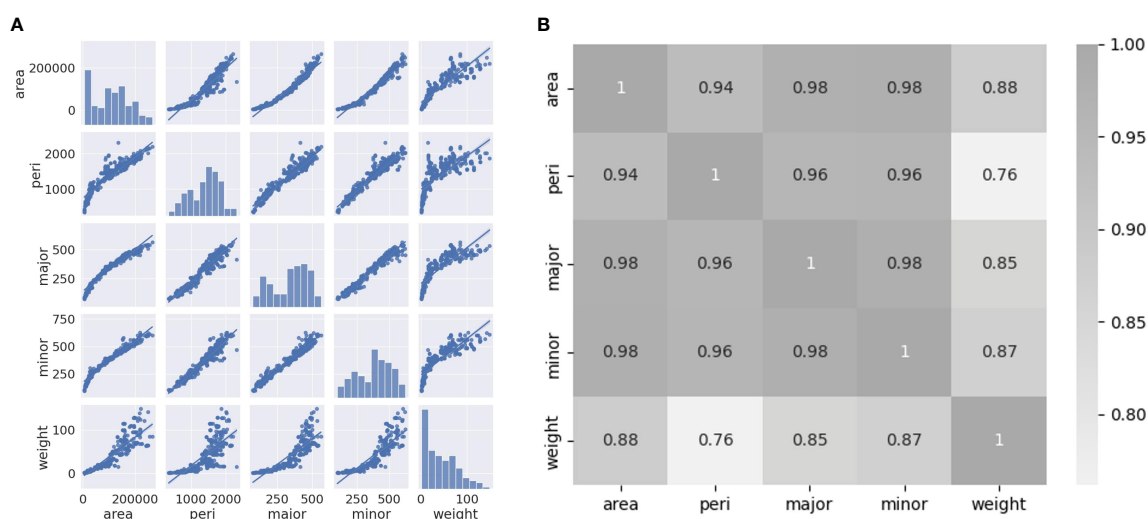 A
B
area
200000
0
peri
2000
1000
major
500
250
minor
750
500
250
weight
100
0
0 200000 1000 2000 250 500 250 500 0 100
area peri major minor weight
area 1 0.94 0.98 0.98 0.88
peri 0.94 1 0.96 0.96 0.76
major 0.98 0.96 1 0.98 0.85
minor 0.98 0.96 0.98 1 0.87
weight 0.88 0.76 0.85 0.87 1
area peri major minor weight
1.00
0.95
0.90
0.85
0.80